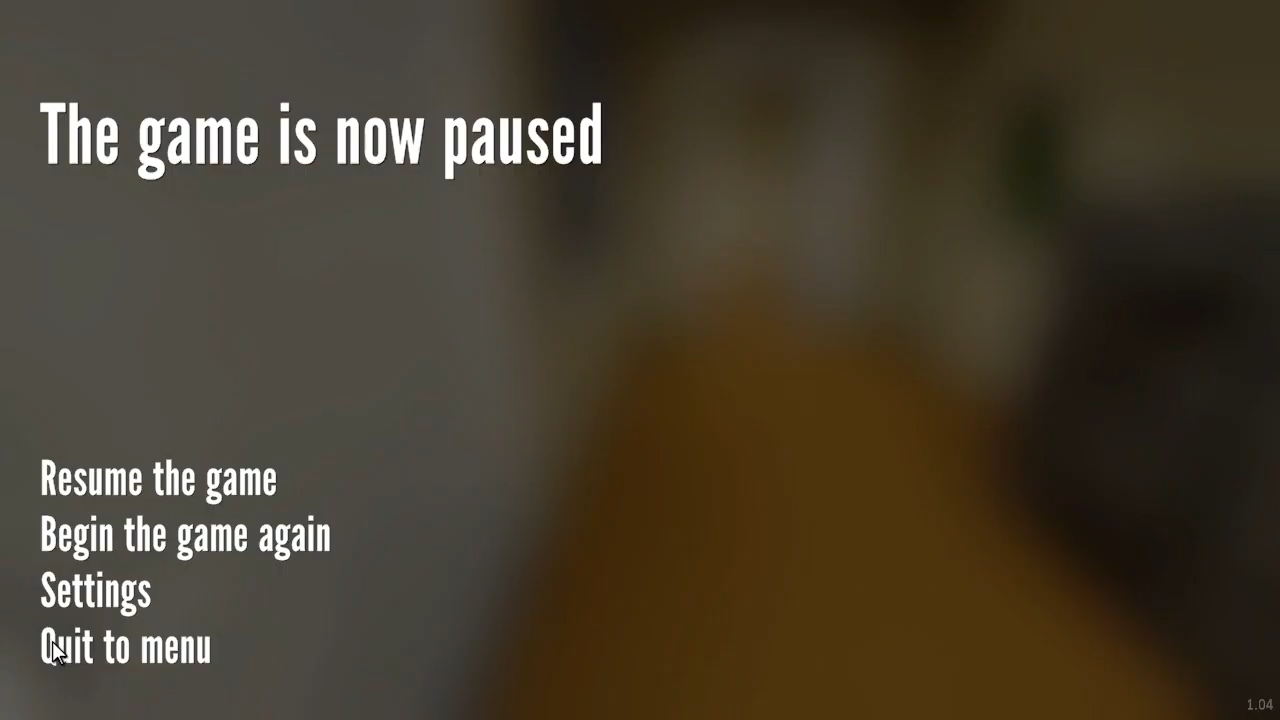 The game is now paused
Resume the game
Begin the game again
Settings
Quit to menu
1.04